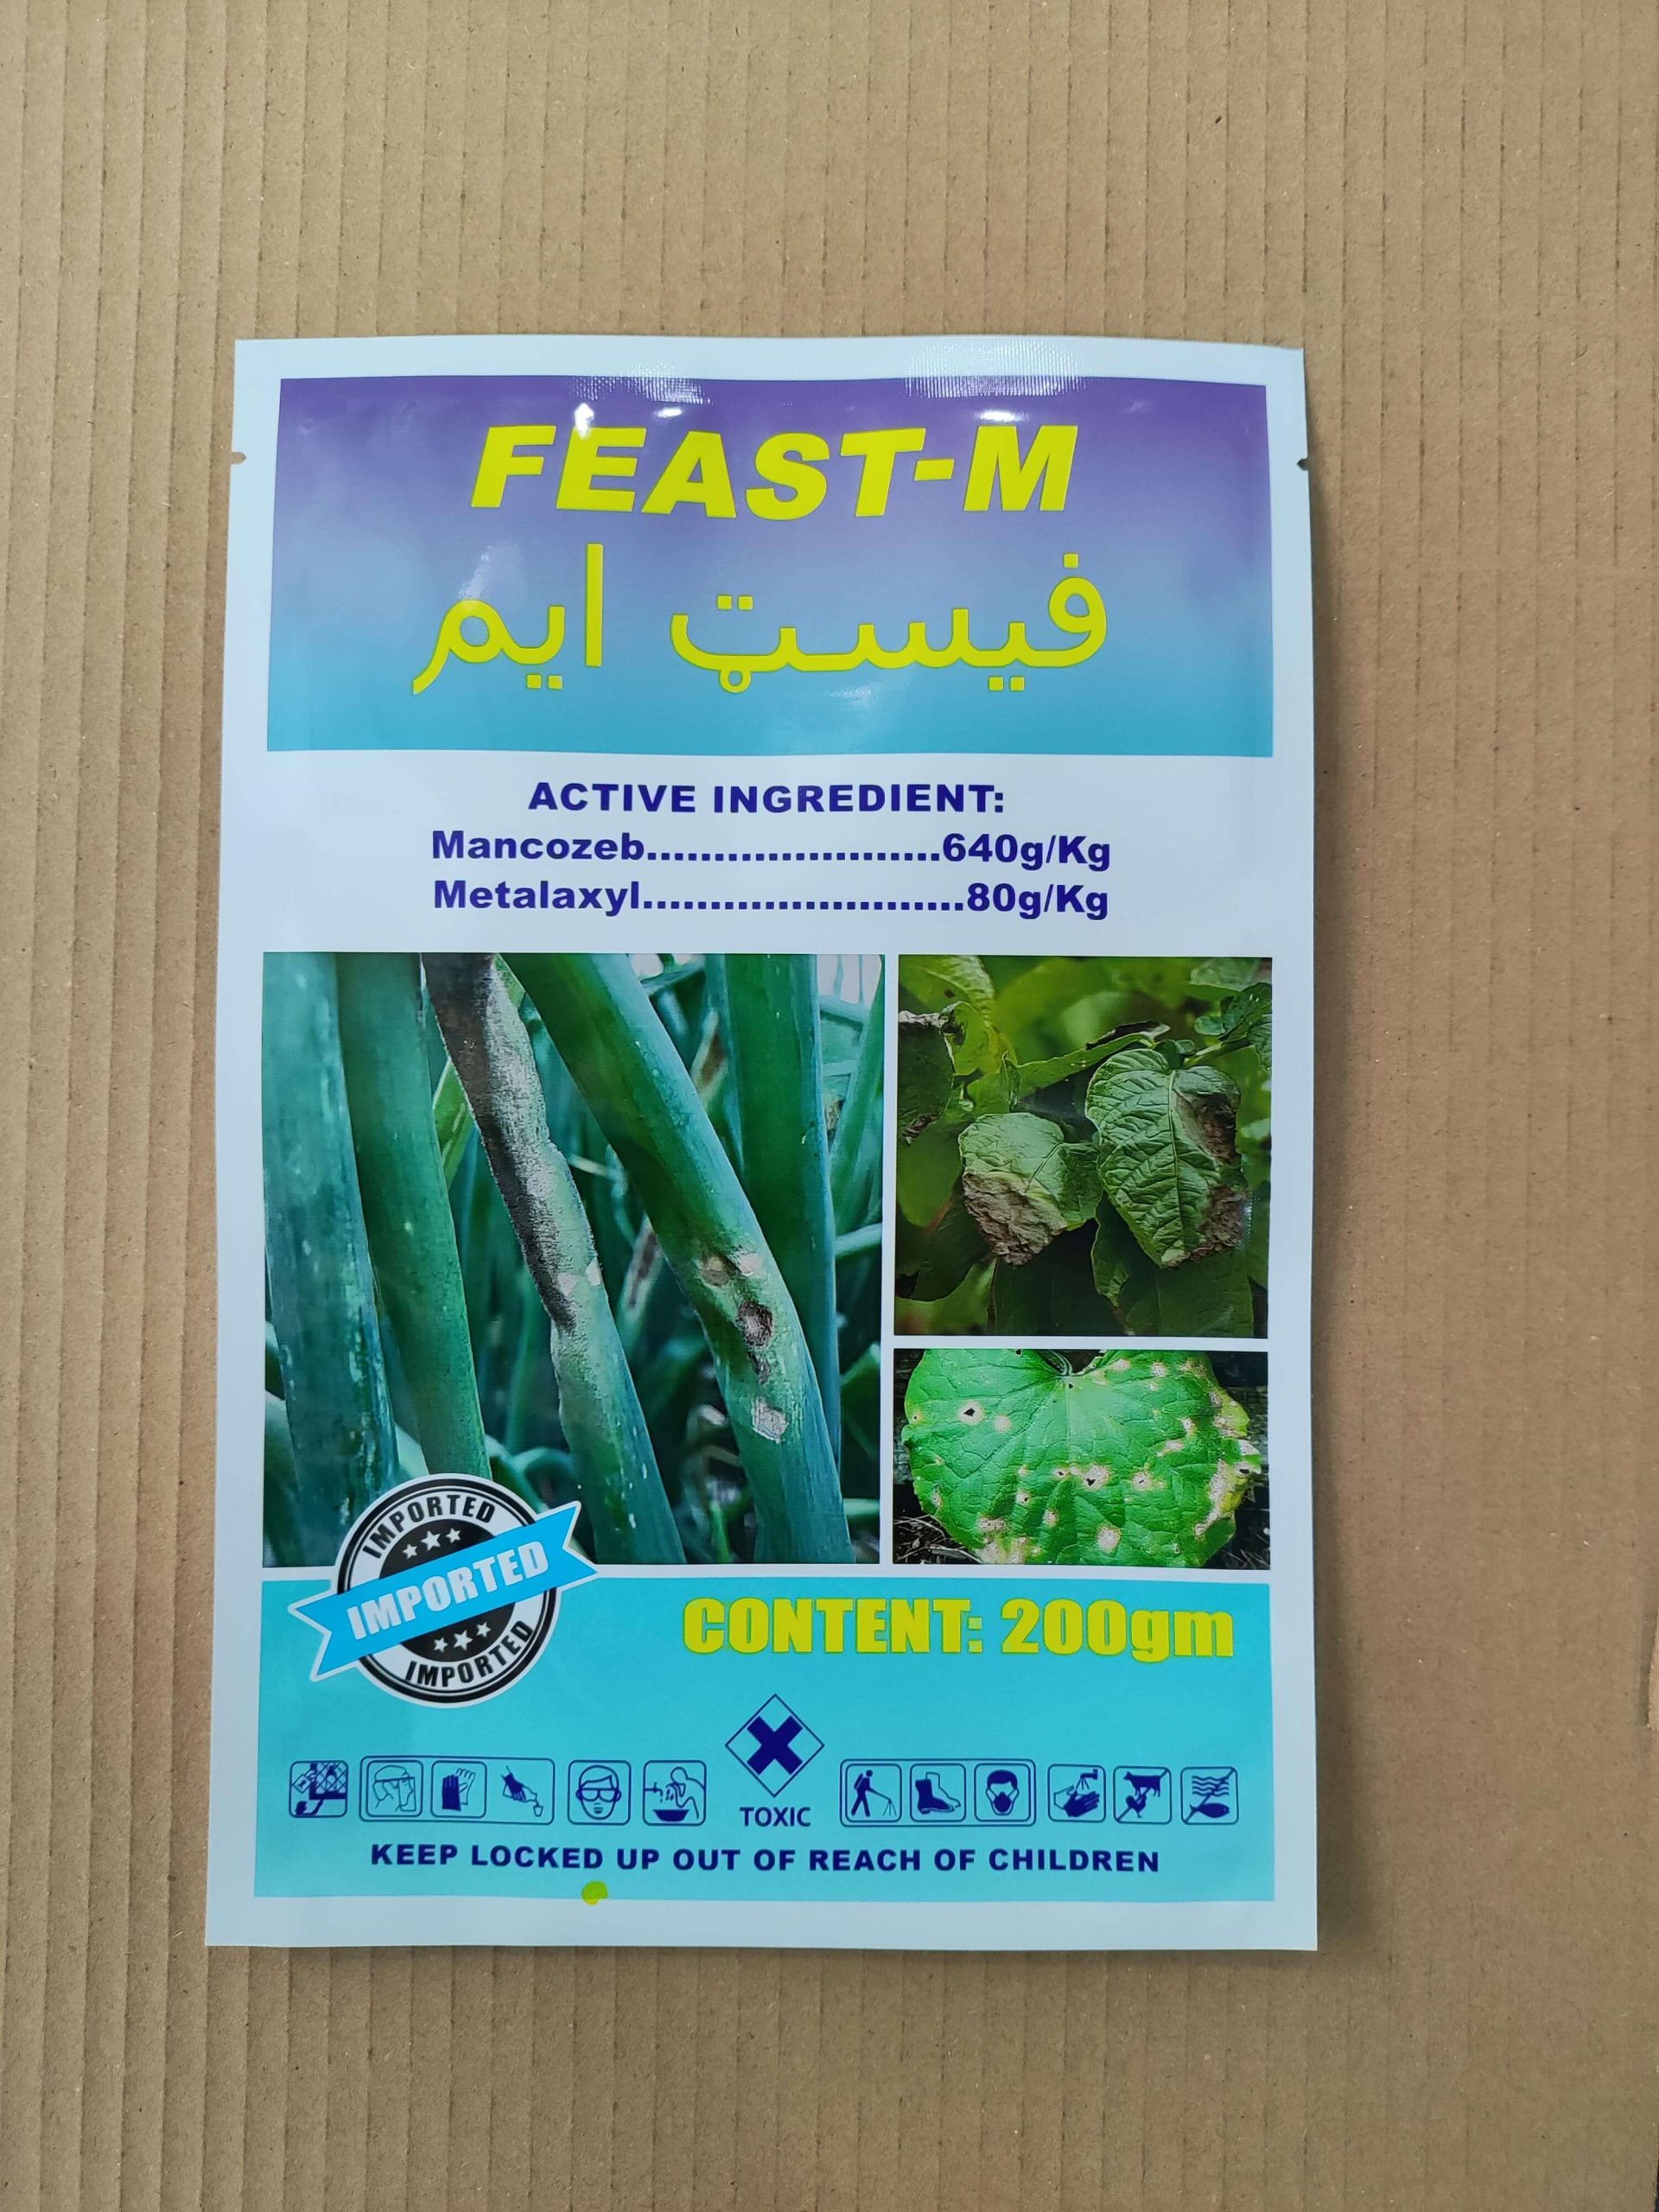 FEAST-M
فيسټ ايم
ACTIVE INGREDIENT:
Mancozeb......................640g/Kg
Metalaxyl........................80g/Kg
IMPORTED
IMPORTED
IMPORTED
CONTENT: 200gm
TOXIC
KEEP LOCKED UP OUT OF REACH OF CHILDREN